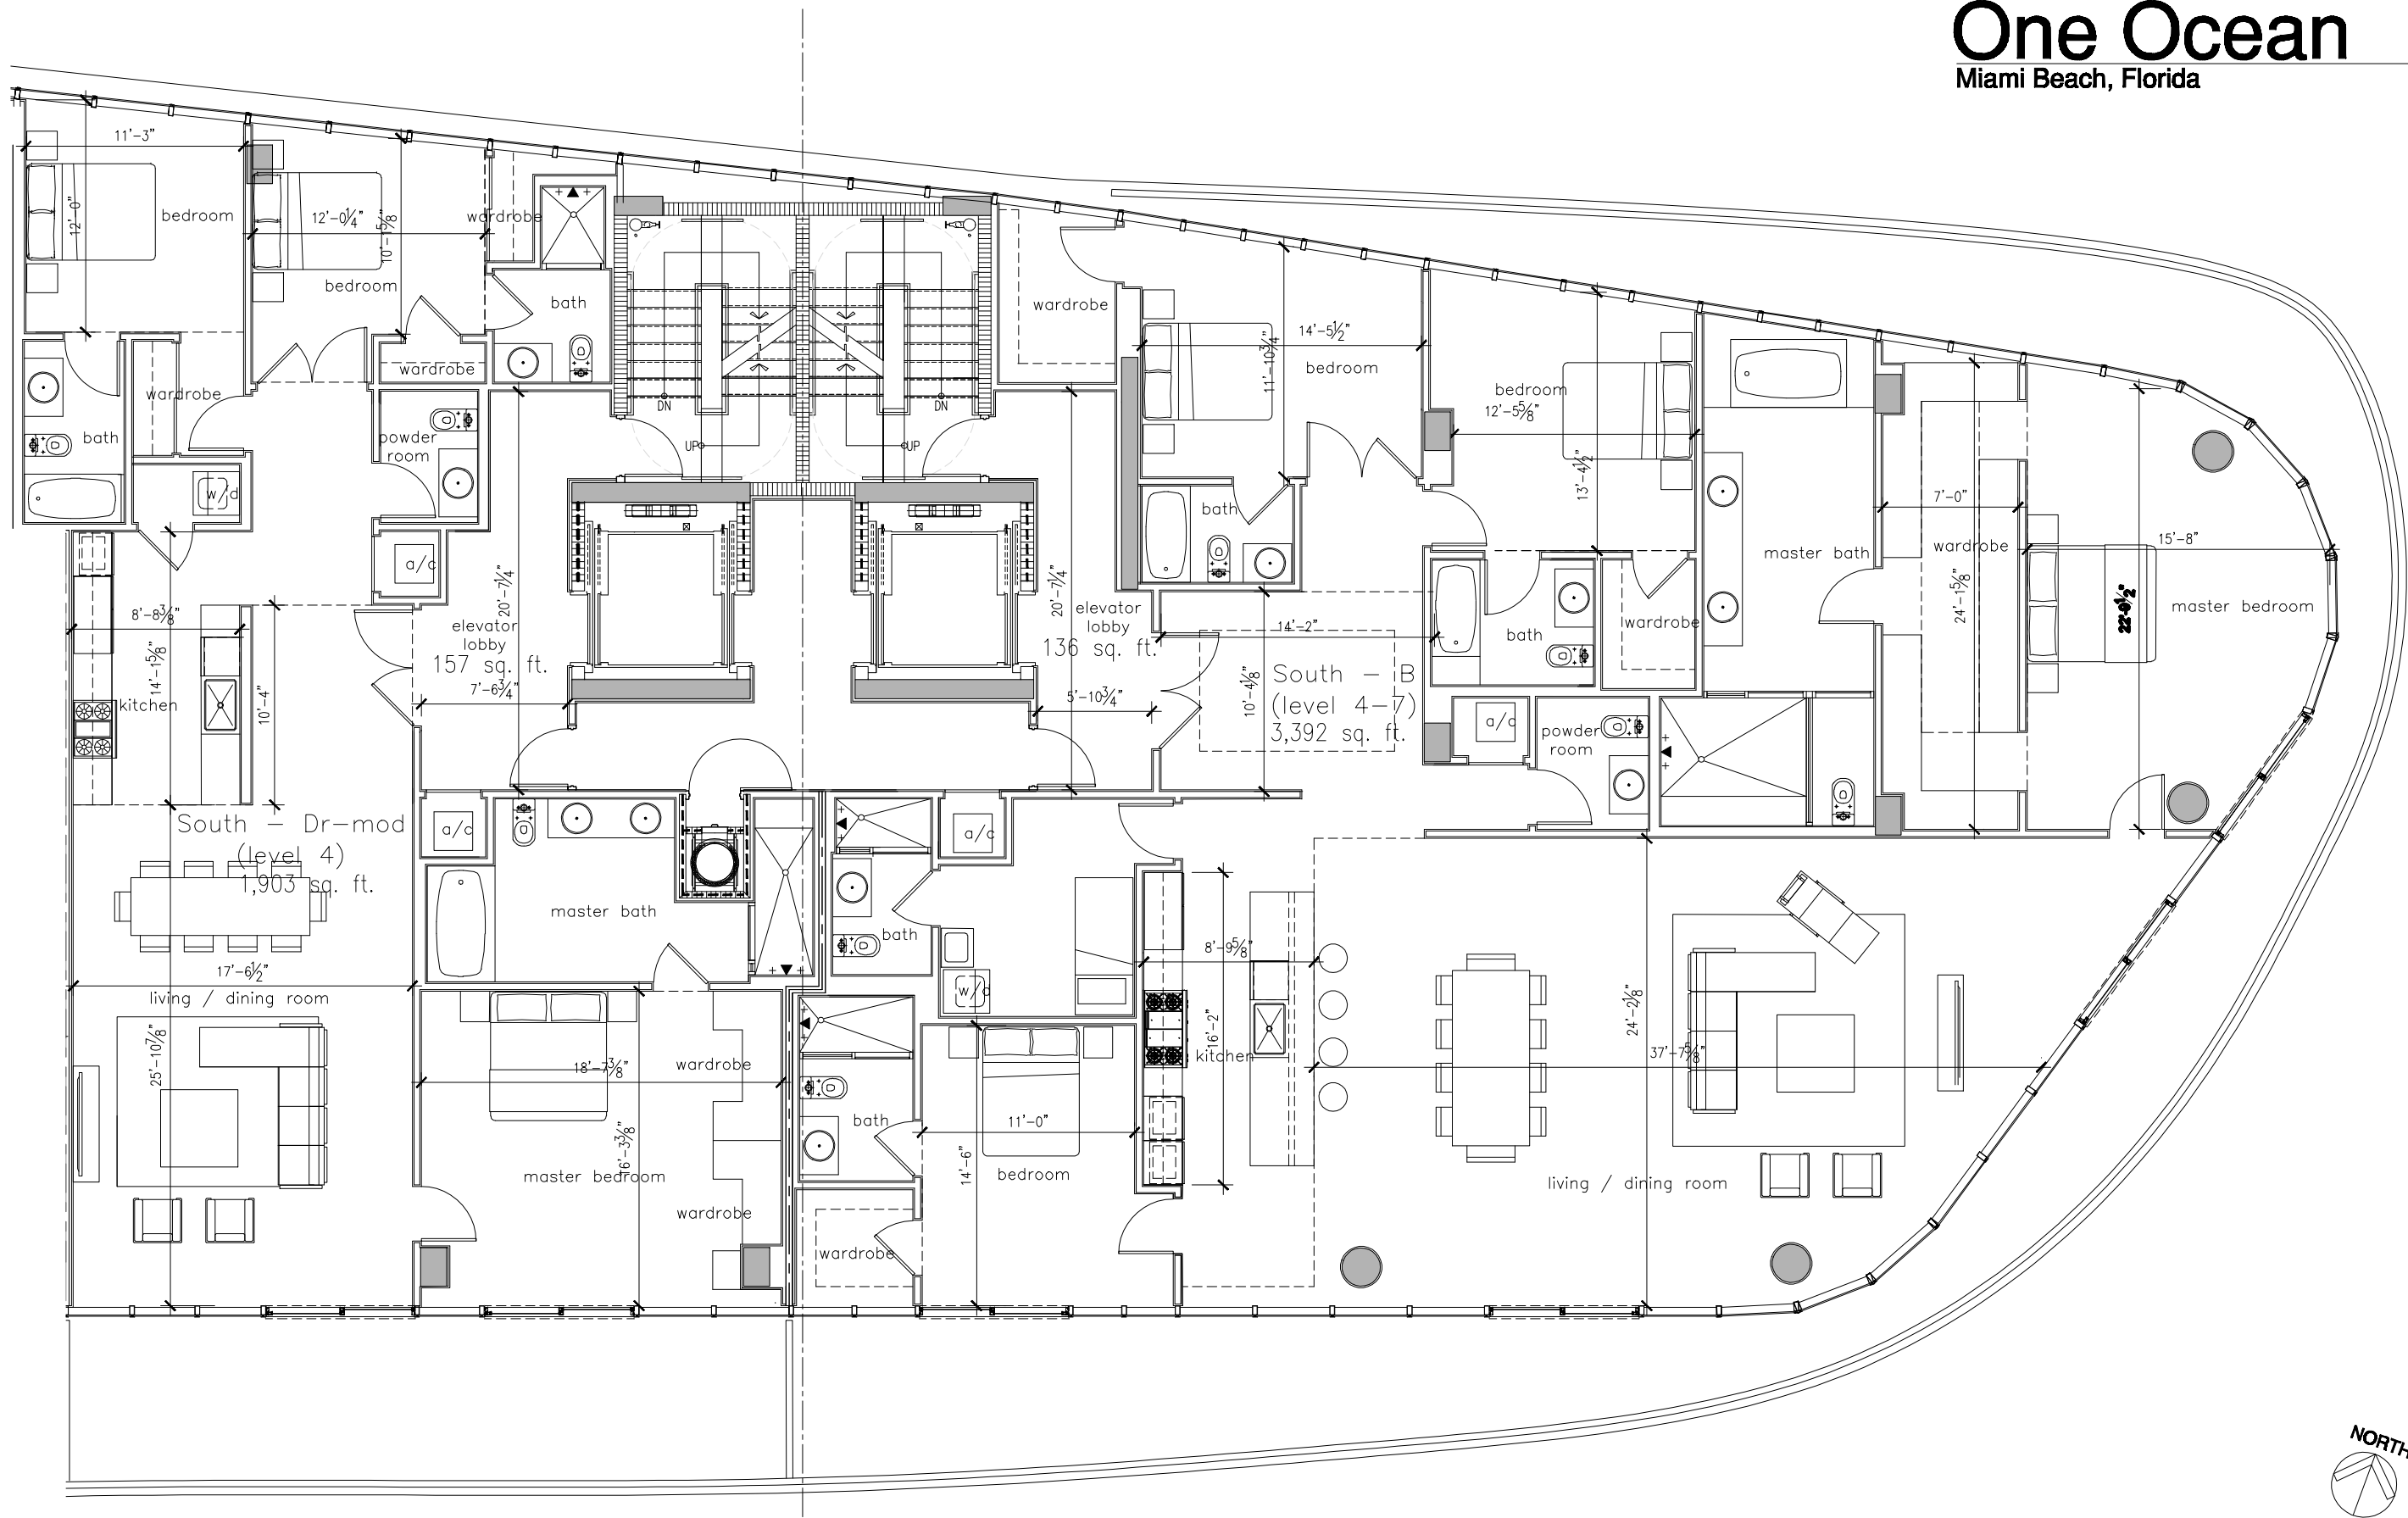 One Ocean
Miami Beach, Florida
11'-3"
12'-0"
bedroom
12'-0¼"
10'-1⅝"
bedroom
wardrobe
bath
wardrobe
wardrobe
bath
w/d
powder
room
a/c
DN
DN
UP
UP
wardrobe
14'-5½"
11'-10¾"
bedroom
bedroom
12'-5⅝"
13'-4½"
bath
master bath
7'-0"
wardrobe
24'-1⅝"
15'-8"
22'-9½"
master bedroom
8'-8⅜"
14'-1⅝"
kitchen
10'-4"
20'-7¼"
elevator
lobby
157 sq. ft.
7'-6¾"
20'-7¼"
elevator
lobby
136 sq. ft.
5'-10¾"
14'-2"
South - B
(level 4-7)
3,392 sq. ft.
10'-4⅛"
bath
wardrobe
a/c
powder
room
South - Dr-mod
(level 4)
1,903 sq. ft.
17'-6½"
living / dining room
25'-10⅞"
a/c
master bath
18'-7⅜"
16'-3⅜"
wardrobe
master bedroom
wardrobe
a/c
bath
w/d
bath
11'-0"
14'-6"
bedroom
wardrobe
8'-9⅝"
16'-2"
kitchen
24'-2⅛"
37'-7⅝"
living / dining room
NORTH